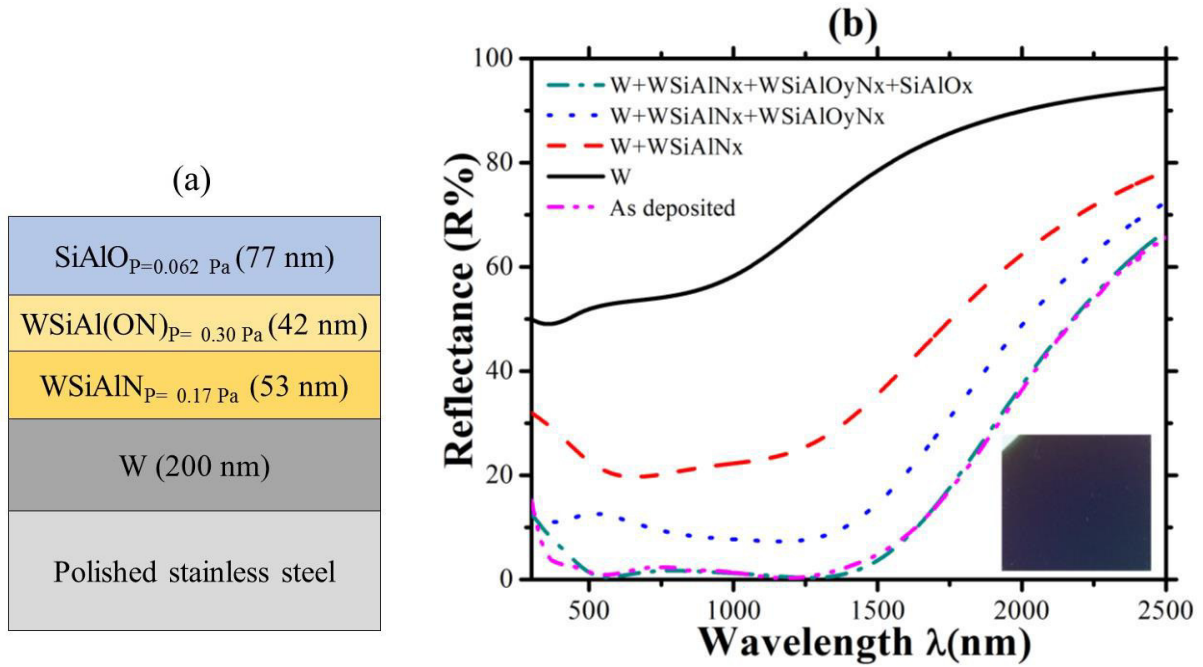 (a)
SiAlO_P=0.062 Pa (77 nm)
WSiAl(ON)_P= 0.30 Pa (42 nm)
WSiAlN_P= 0.17 Pa (53 nm)
W (200 nm)
Polished stainless steel
(b)
W+WSiAlNx+WSiAlOyNx+SiAlOx
W+WSiAlNx+WSiAlOyNx
W+WSiAlNx
W
As deposited
Reflectance (R%)
100
80
60
40
20
0
500
1000
1500
2000
2500
Wavelength λ(nm)